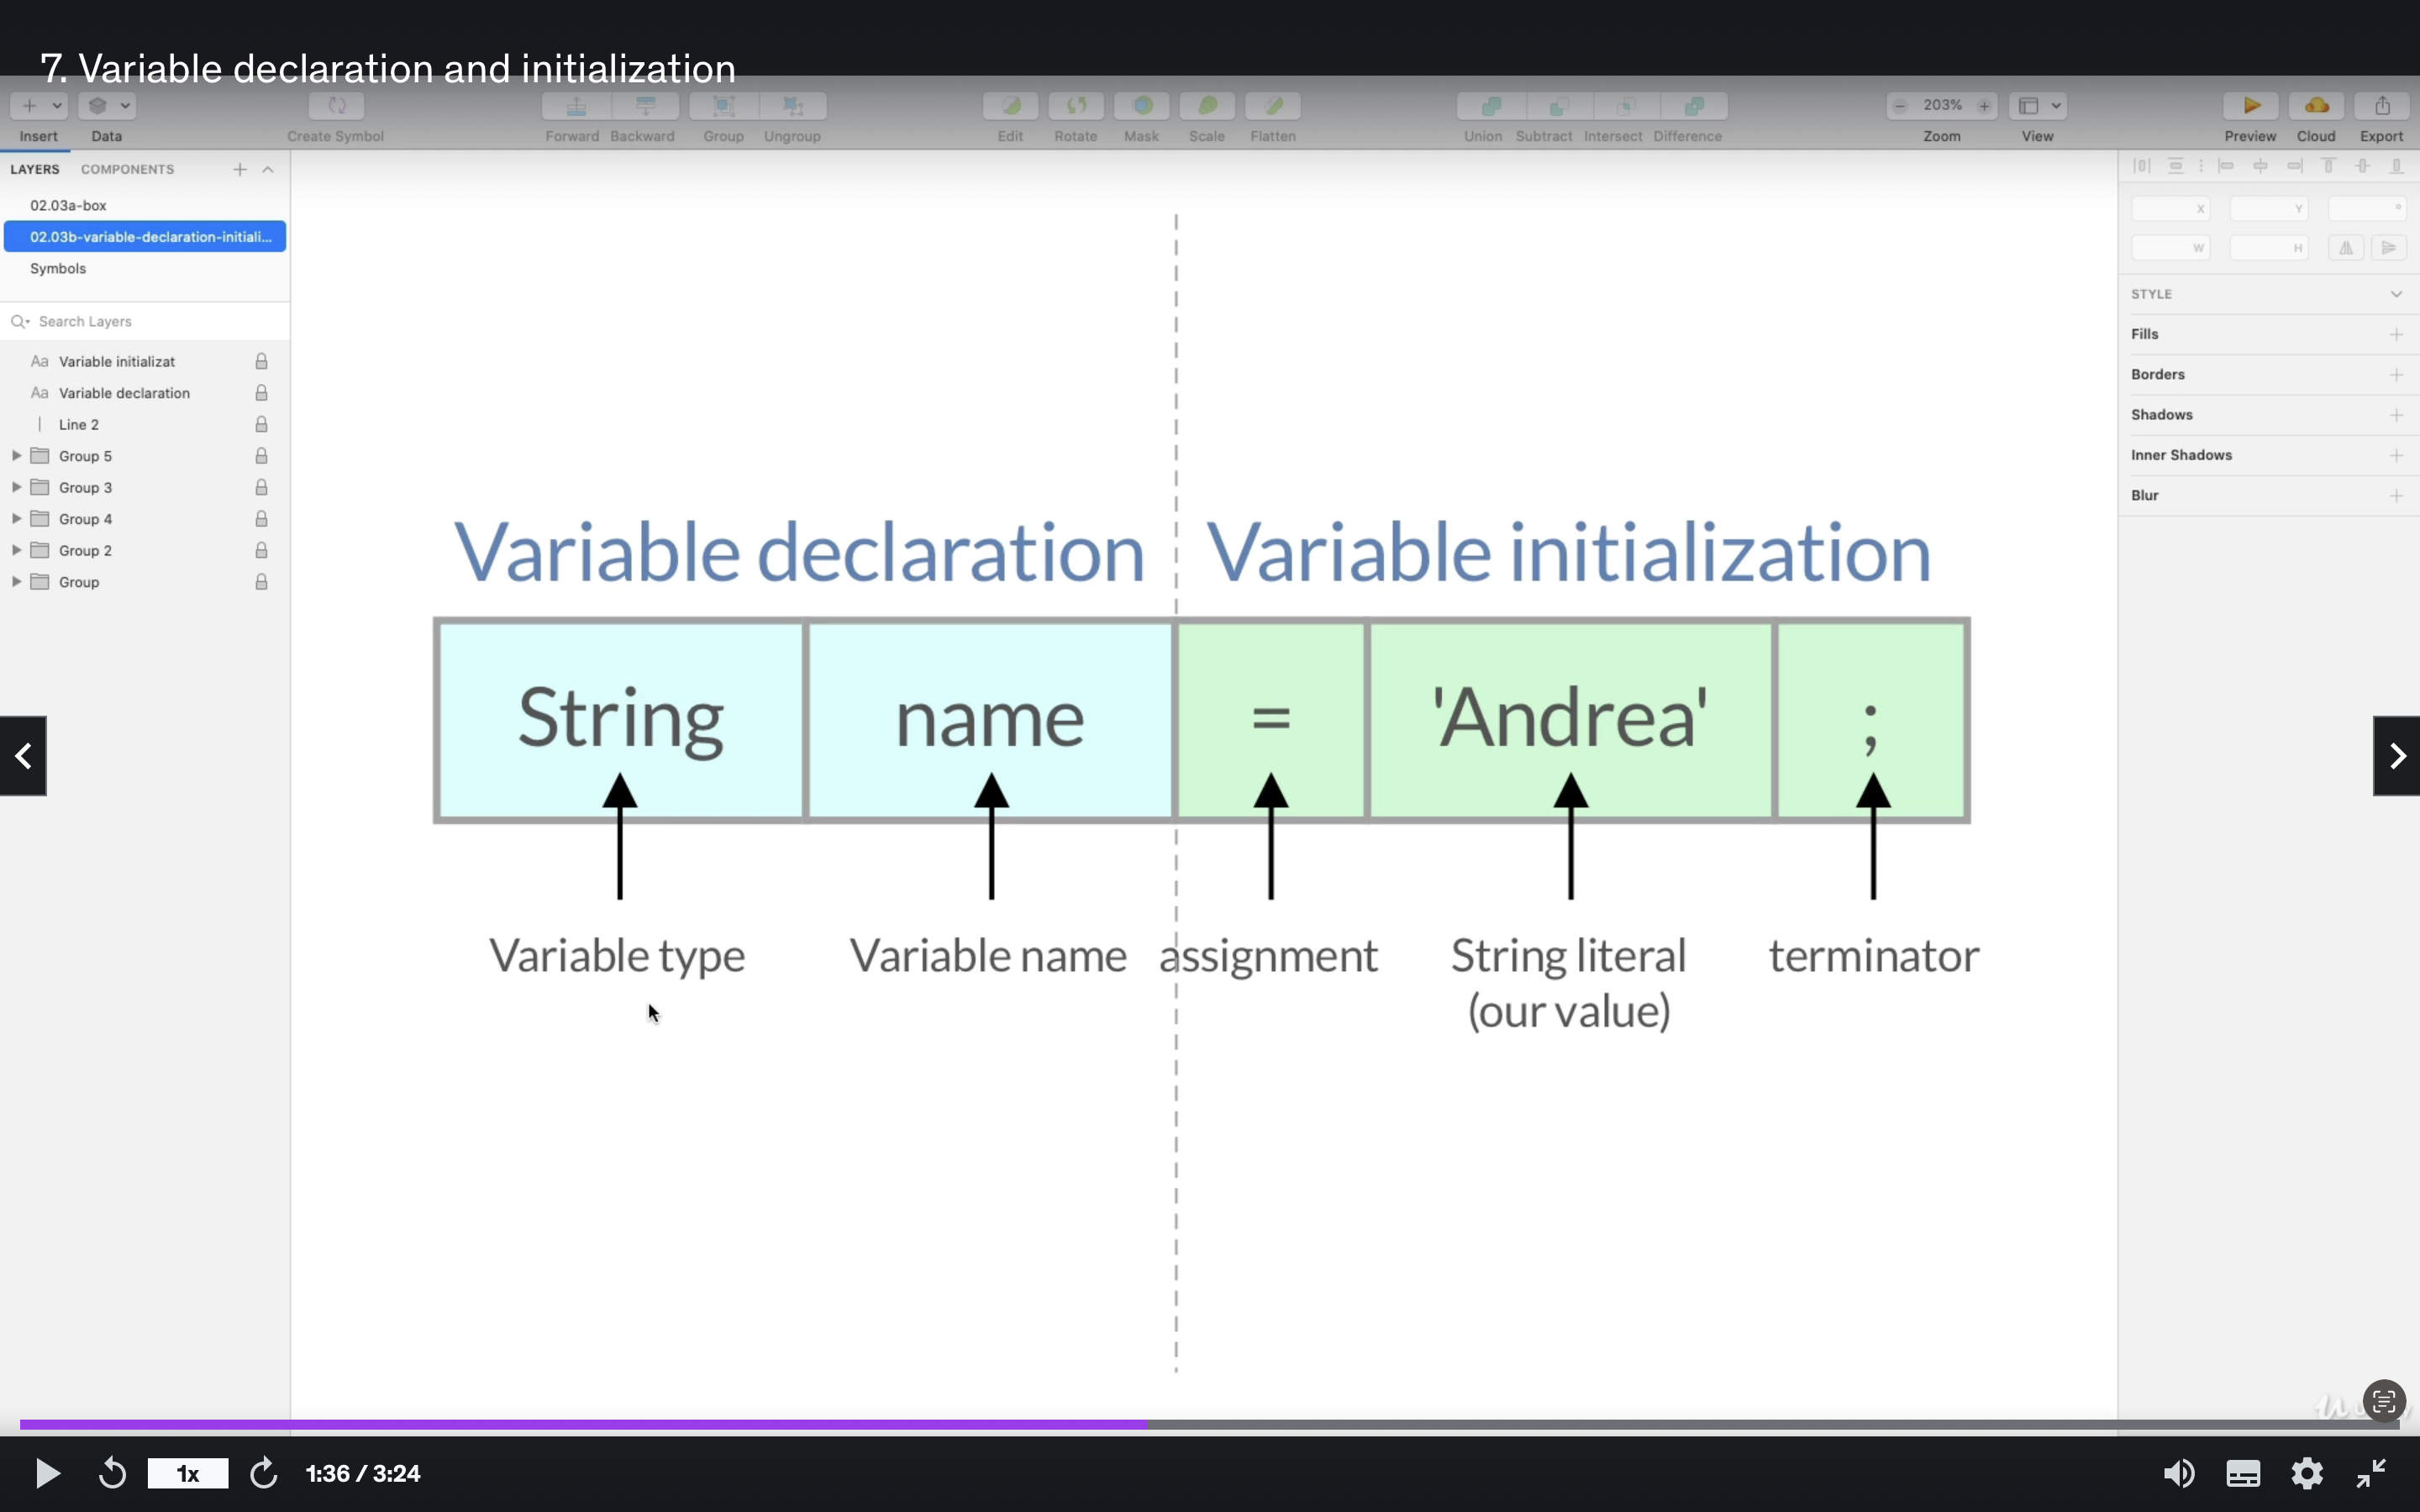 7. Variable declaration and initialization
Insert
Data
Create Symbol
Forward
Backward
Group
Ungroup
Edit
Rotate
Mask
Scale
Flatten
Union
Subtract
Intersect
Difference
203%
Zoom
View
Preview
Cloud
Export
LAYERS
COMPONENTS
02.03a-box
02.03b-variable-declaration-initiali...
Symbols
Search Layers
Aa Variable initializat
Aa Variable declaration
Line 2
Group 5
Group 3
Group 4
Group 2
Group
Variable declaration
Variable initialization
String name = 'Andrea' ;
Variable type
Variable name
assignment
String literal
(our value)
terminator
X
Y
°
W
H
STYLE
Fills
Borders
Shadows
Inner Shadows
Blur
1x
1:36 / 3:24